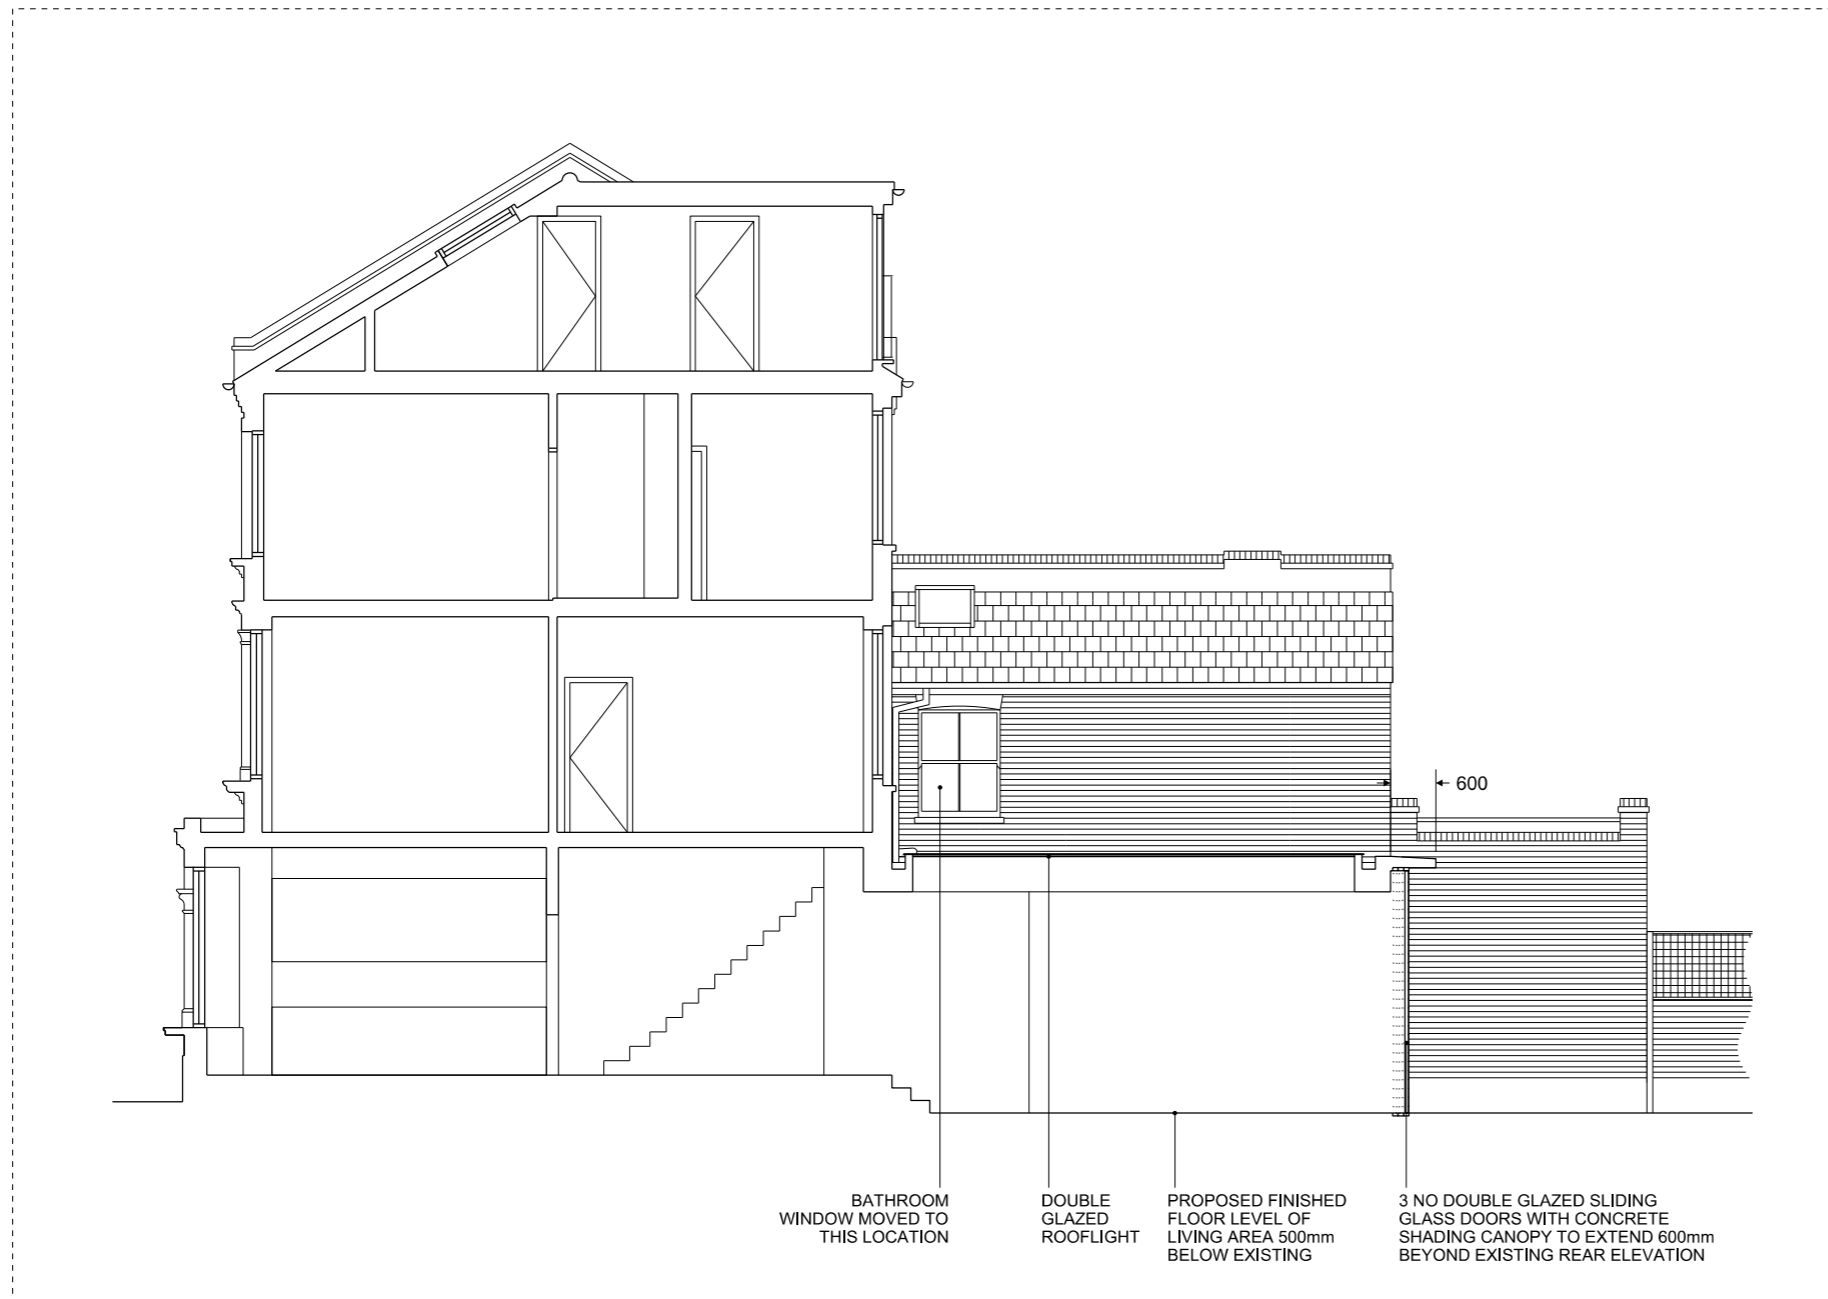 600
BATHROOM
WINDOW MOVED TO
THIS LOCATION
DOUBLE
GLAZED
ROOFLIGHT
PROPOSED FINISHED
FLOOR LEVEL OF
LIVING AREA 500mm
BELOW EXISTING
3 NO DOUBLE GLAZED SLIDING
GLASS DOORS WITH CONCRETE
SHADING CANOPY TO EXTEND 600mm
BEYOND EXISTING REAR ELEVATION